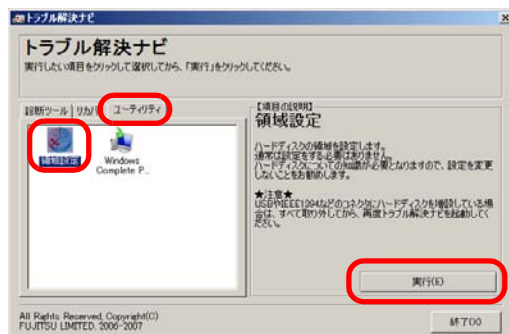 トラブル解決ナビ
トラブル解決ナビ
実行したい項目をクリックして選択してから、「実行」をクリックしてください。
診断ツール
リカバリ
ユーティリティ
領域設定
Windows
Complete P...
【項目の説明】
領域設定
ハードディスクの領域を設定します。
通常は設定をする必要はありません。
ハードディスクについての知識が必要となりますので、設定を変更
しないことをお勧めします。
★注意★
USBやIEEE1394などのコネクタにハードディスクを増設している場
合は、すべて取り外してから、再度トラブル解決ナビを起動してく
ださい。
実行(E)
All Rights Reserved, Copyright(C)
FUJITSU LIMITED. 2006-2007
終了(X)